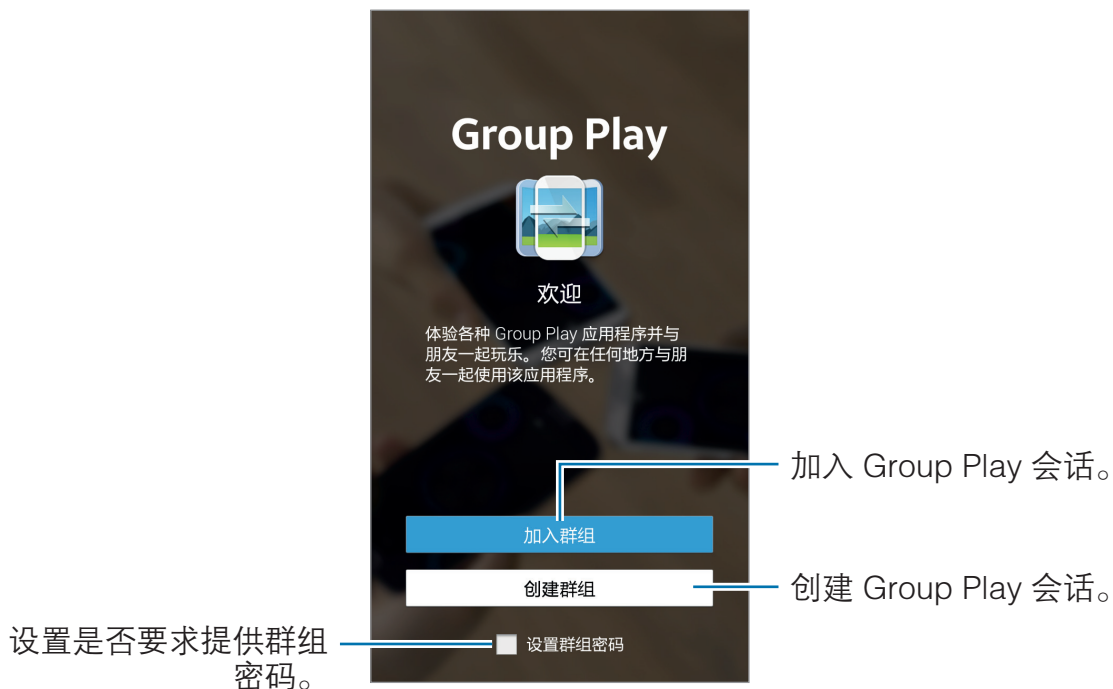 Group Play
欢迎
体验各种 Group Play 应用程序并与
朋友一起玩乐。您可在任何地方与朋
友一起使用该应用程序。
加入 Group Play 会话。
加入群组
创建群组
创建 Group Play 会话。
设置是否要求提供群组
密码。
设置群组密码